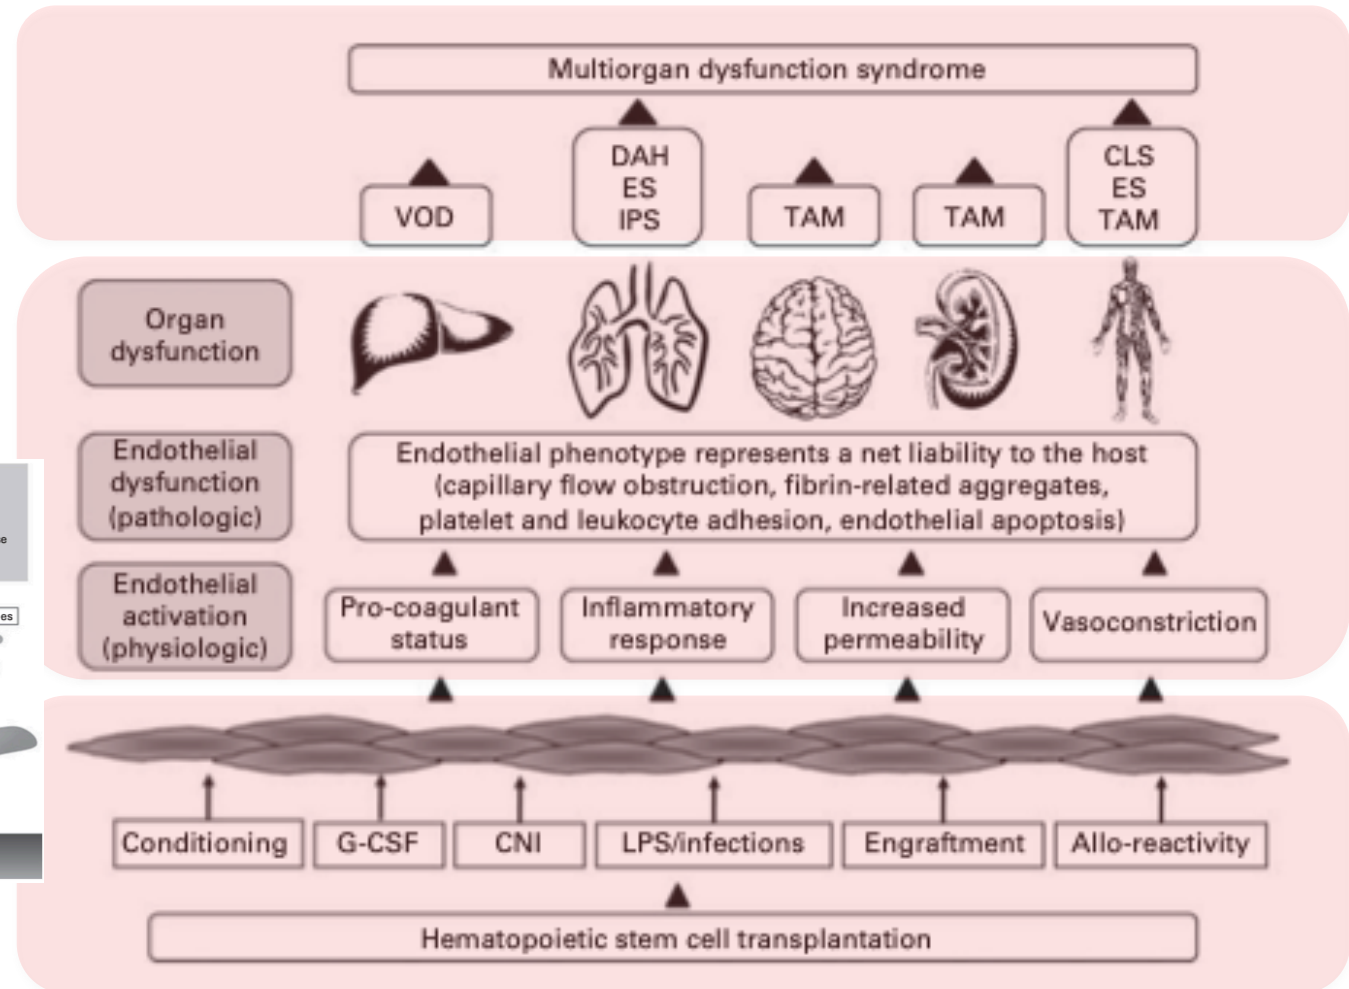 Multiorgan dysfunction syndrome
VOD
DAH
ES
IPS
TAM
TAM
CLS
ES
TAM
Organ
dysfunction
Endothelial
dysfunction
(pathologic)
Endothelial phenotype represents a net liability to the host
(capillary flow obstruction, fibrin-related aggregates,
platelet and leukocyte adhesion, endothelial apoptosis)
Endothelial
activation
(physiologic)
Pro-coagulant
status
Inflammatory
response
Increased
permeability
Vasoconstriction
Conditioning
G-CSF
CNI
LPS/infections
Engraftment
Allo-reactivity
Hematopoietic stem cell transplantation